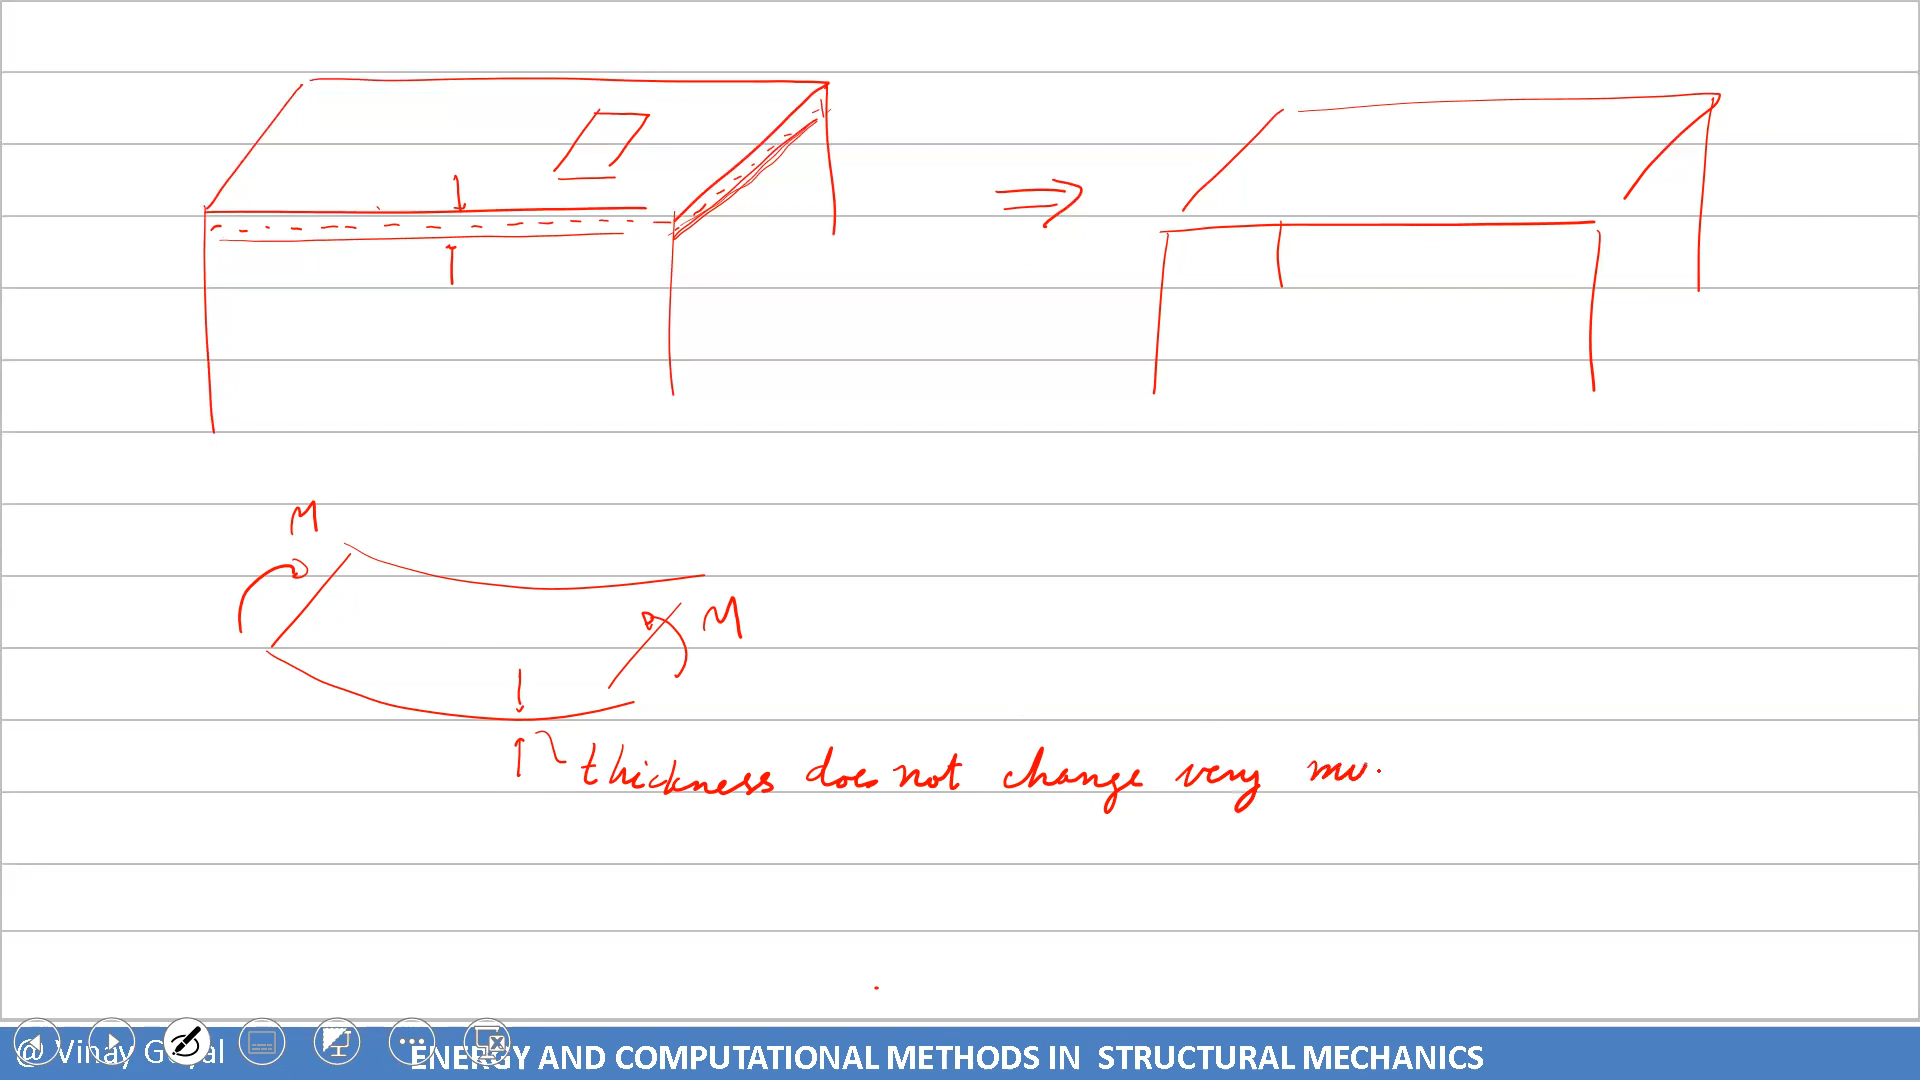 M
M
thickness does not change very mu.
@ Vinay Goyal
ENERGY AND COMPUTATIONAL METHODS IN STRUCTURAL MECHANICS